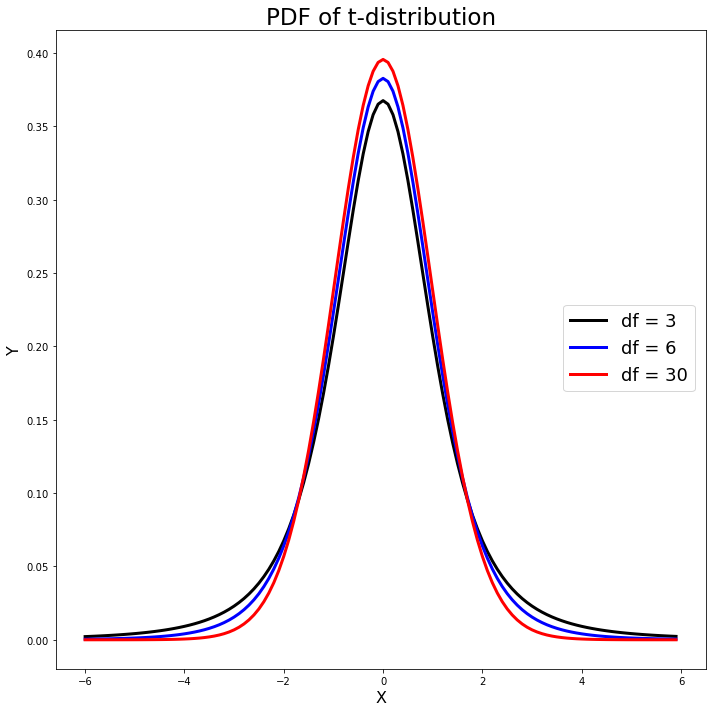 PDF of t-distribution
0.40
0.35
0.30
0.25
0.20
0.15
0.10
0.05
0.00
Y
df = 3
df = 6
df = 30
−6
−4
−2
0
2
4
6
X